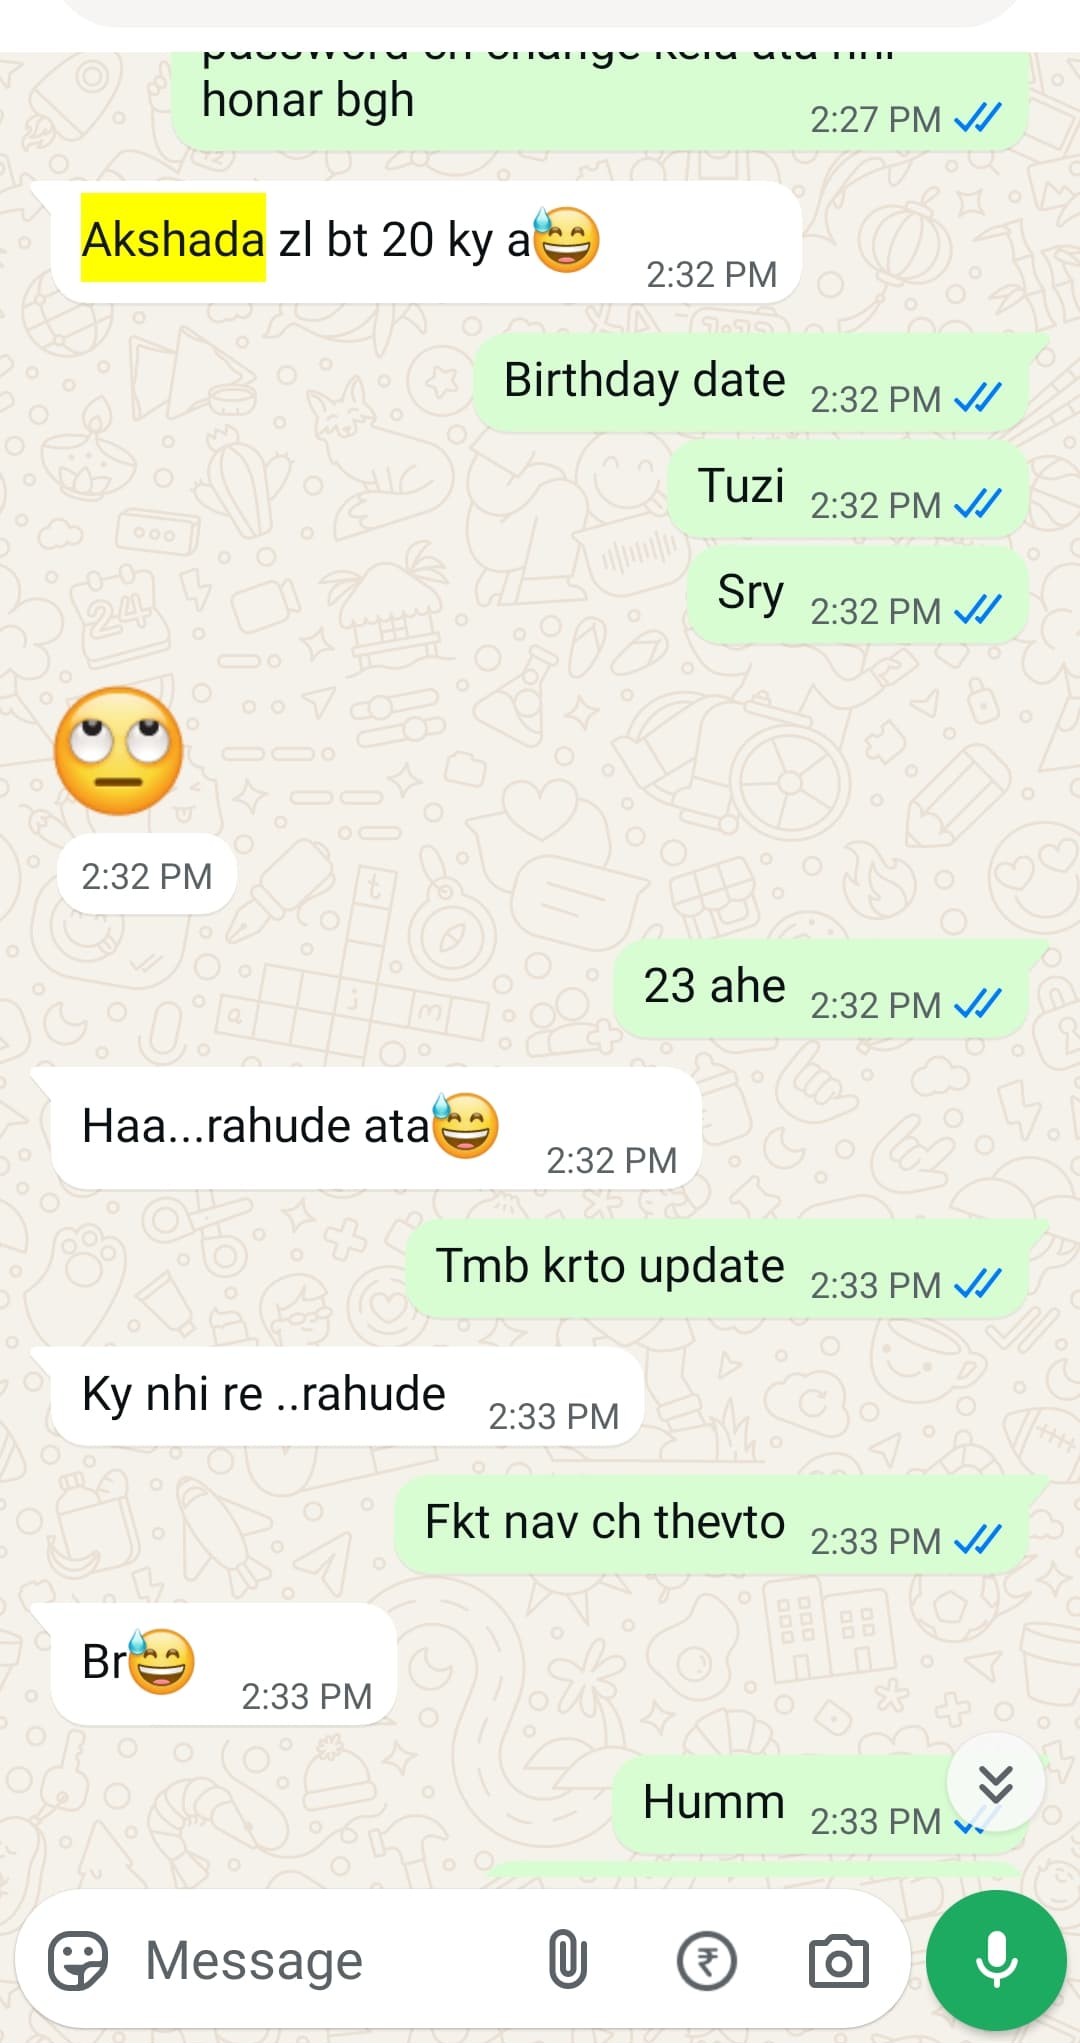 honar bgh
2:27 PM
Akshada zl bt 20 ky a😅
2:32 PM
Birthday date 2:32 PM
Tuzi 2:32 PM
Sry 2:32 PM
🙄
2:32 PM
23 ahe 2:32 PM
Haa...rahude ata😅
2:32 PM
Tmb krto update 2:33 PM
Ky nhi re ..rahude 2:33 PM
Fkt nav ch thevto 2:33 PM
Br😅
2:33 PM
Humm 2:33 PM
Message